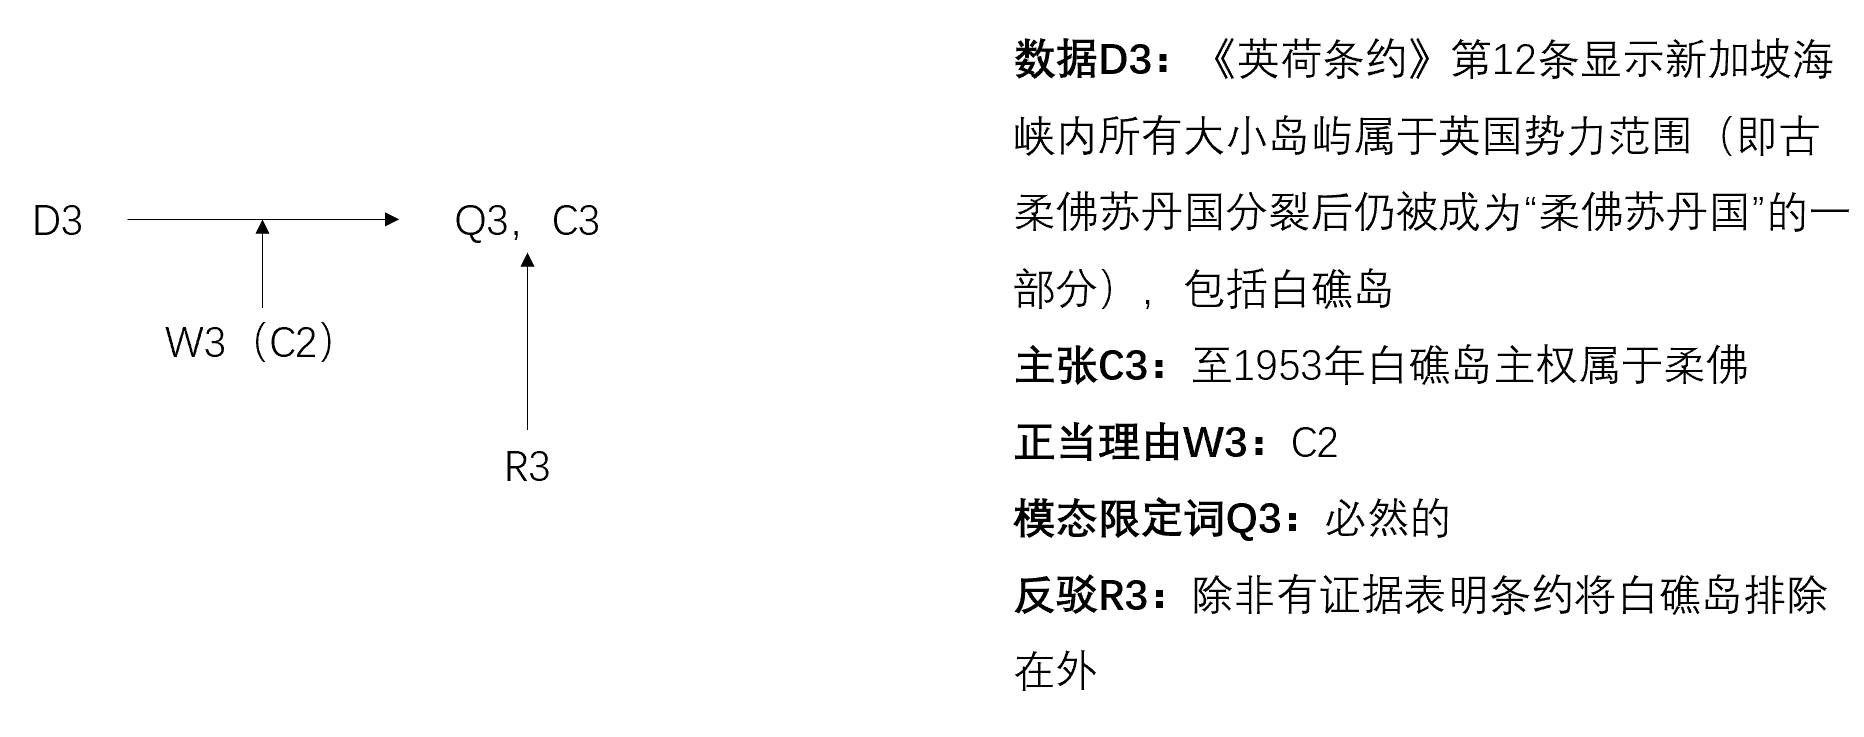 D3
Q3，C3
W3（C2）
R3
数据D3：《英荷条约》第12条显示新加坡海
峡内所有大小岛屿属于英国势力范围（即古
柔佛苏丹国分裂后仍被成为“柔佛苏丹国”的一
部分），包括白礁岛
主张C3：至1953年白礁岛主权属于柔佛
正当理由W3：C2
模态限定词Q3：必然的
反驳R3：除非有证据表明条约将白礁岛排除
在外